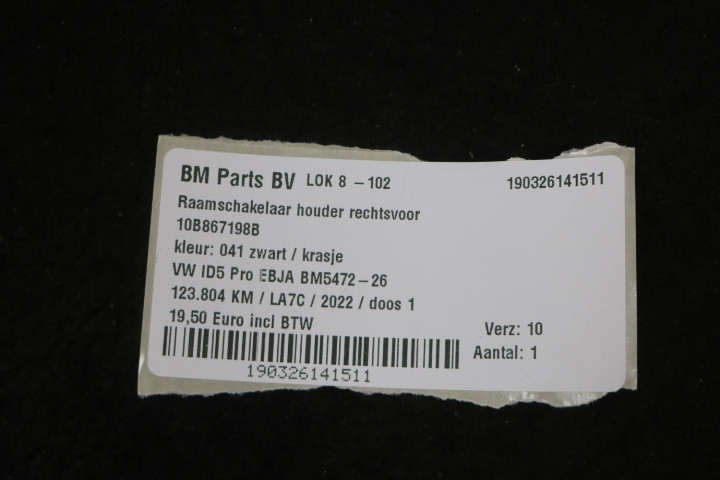 BM Parts BV LOK 8 - 102 190326141511
Raamschakelaar houder rechtsvoor
10B867198B
kleur: 041 zwart / krasje
VW ID5 Pro EBJA BM5472-26
123.804 KM / LA7C / 2022 / doos 1
19,50 Euro incl BTW
Verz: 10
Aantal: 1
190326141511